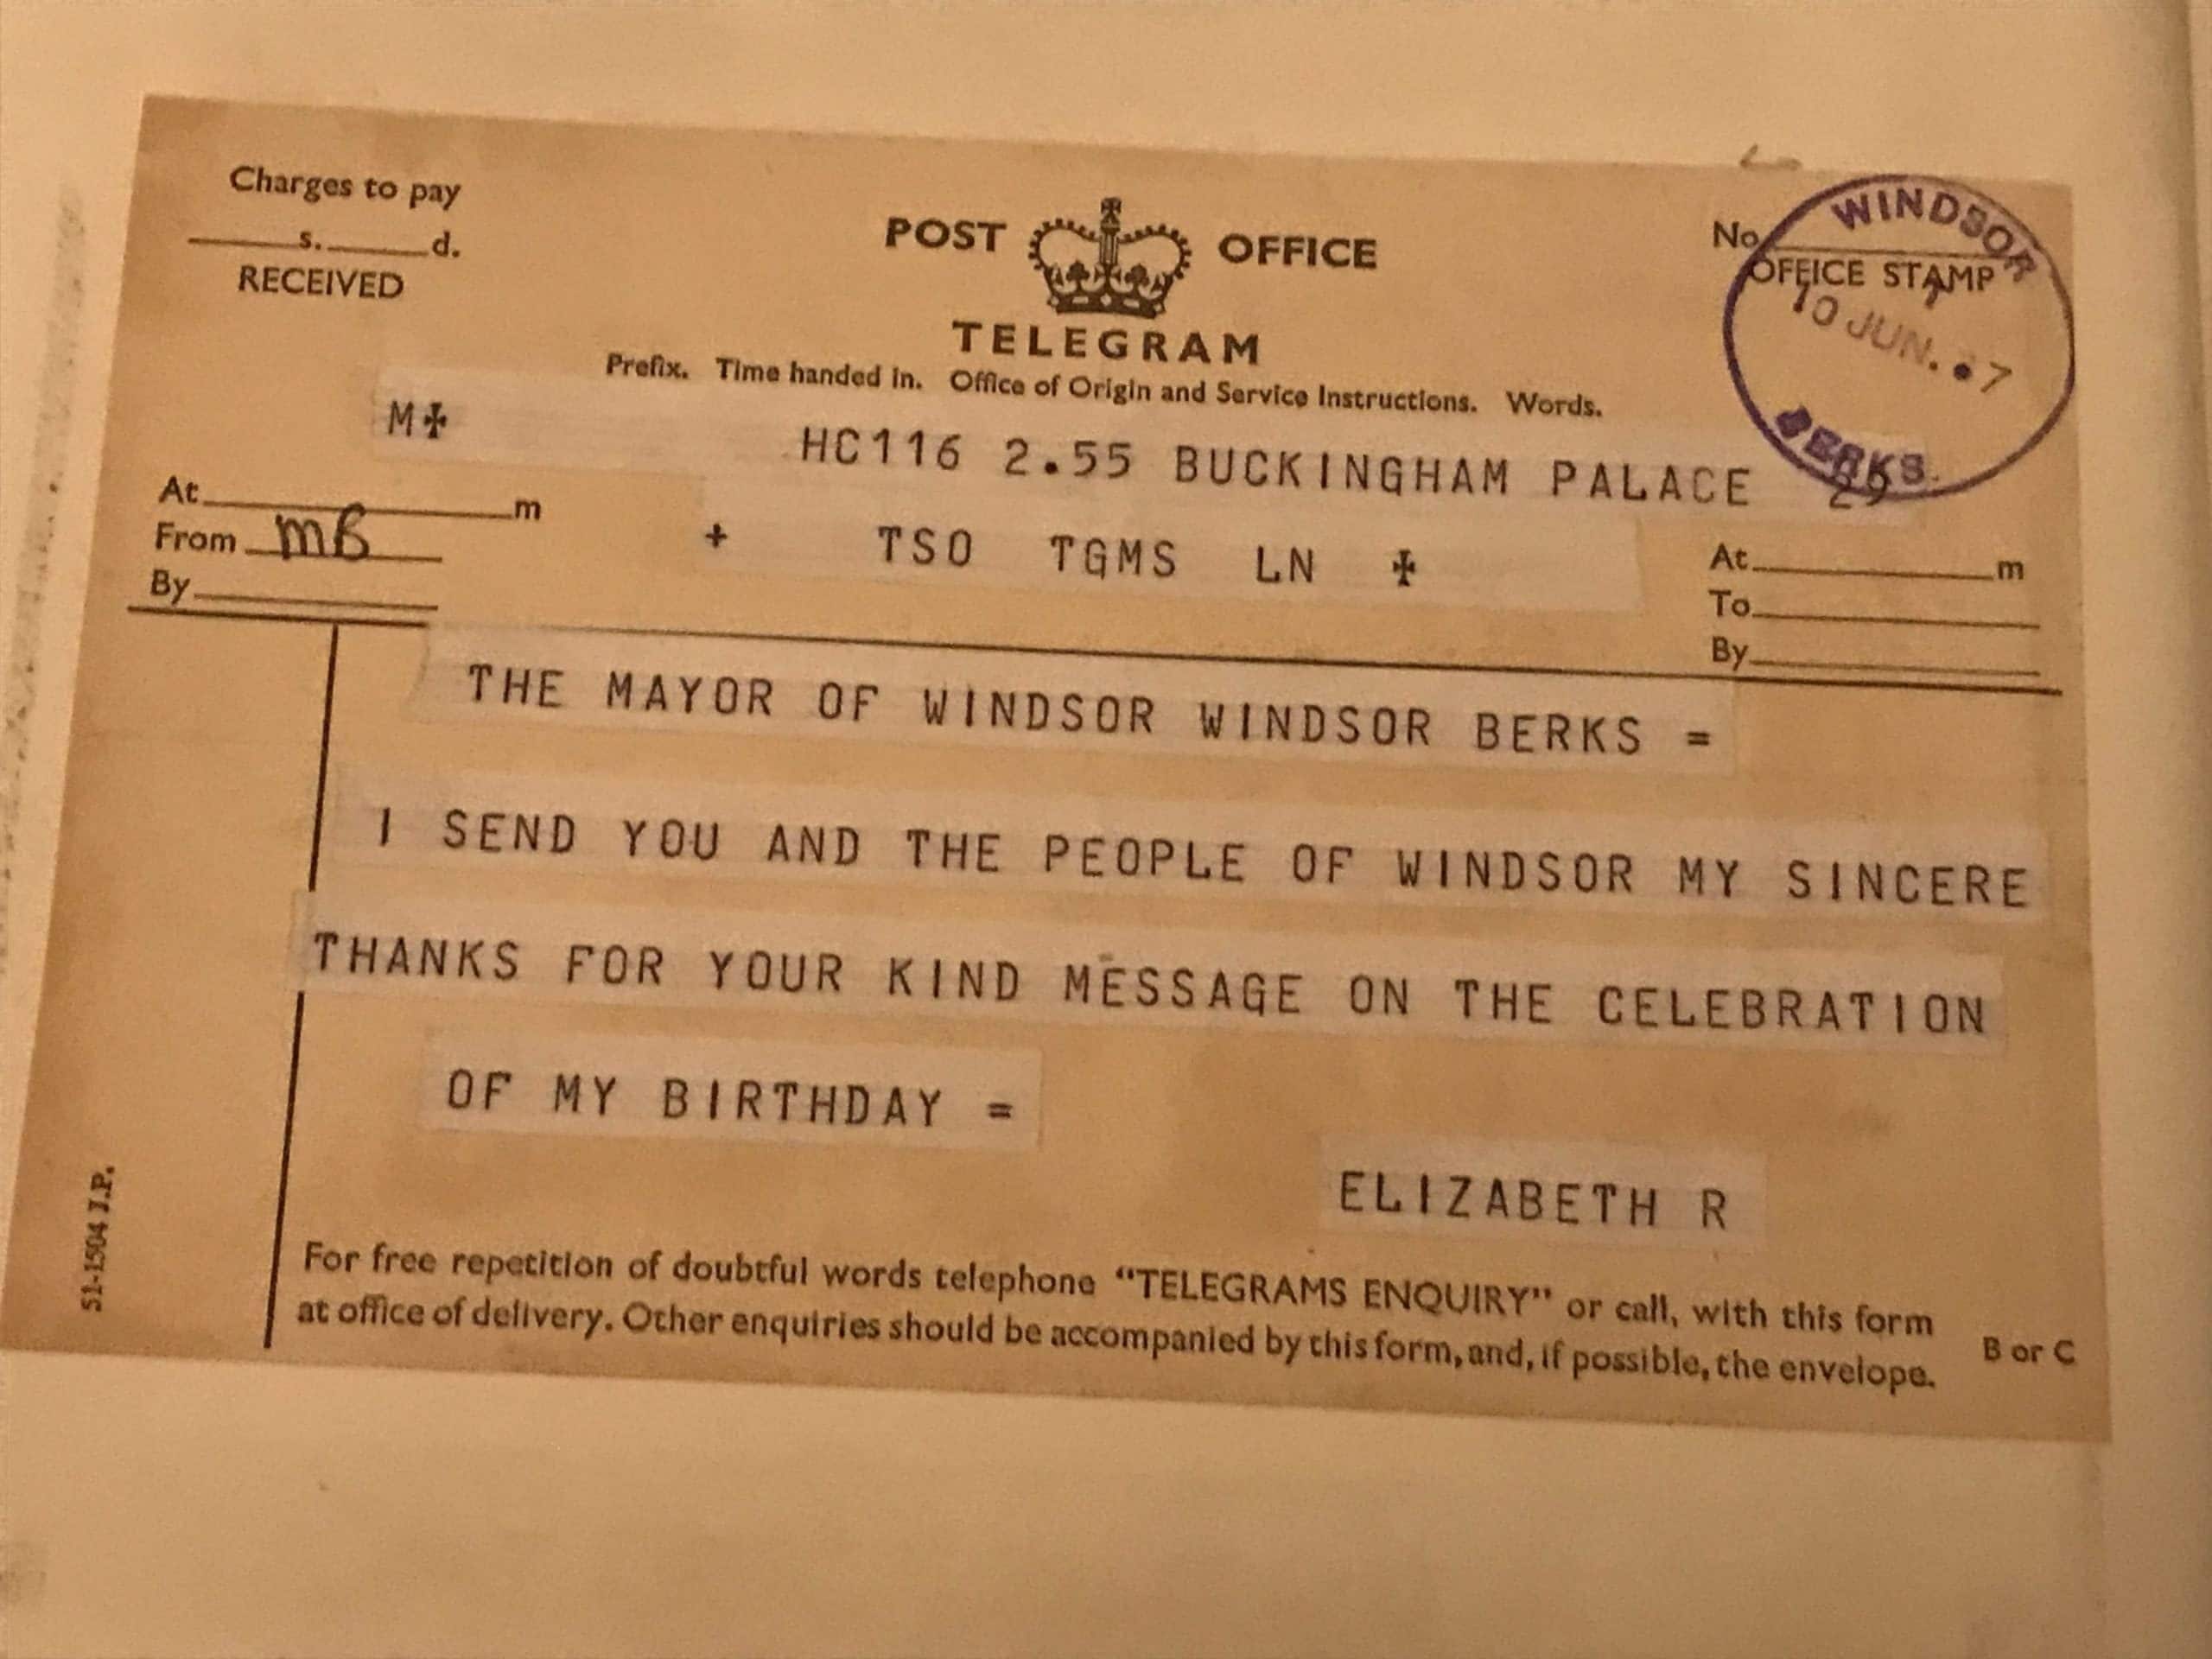 Charges to pay
s. d.
RECEIVED
POST OFFICE
TELEGRAM
Prefix. Time handed in. Office of Origin and Service Instructions. Words.
No
OFFICE STAMP
WINDSOR
10 JUN. 7
BERKS.
M✠
HC116 2.55 BUCKINGHAM PALACE 29
At m
From MB
By
+ TSO TGMS LN ✠
At m
To
By
THE MAYOR OF WINDSOR WINDSOR BERKS =
I SEND YOU AND THE PEOPLE OF WINDSOR MY SINCERE
THANKS FOR YOUR KIND MESSAGE ON THE CELEBRATION
OF MY BIRTHDAY =
ELIZABETH R
For free repetition of doubtful words telephone “TELEGRAMS ENQUIRY” or call, with this form
at office of delivery. Other enquiries should be accompanied by this form, and, if possible, the envelope.
B or C
51-1504 J.P.